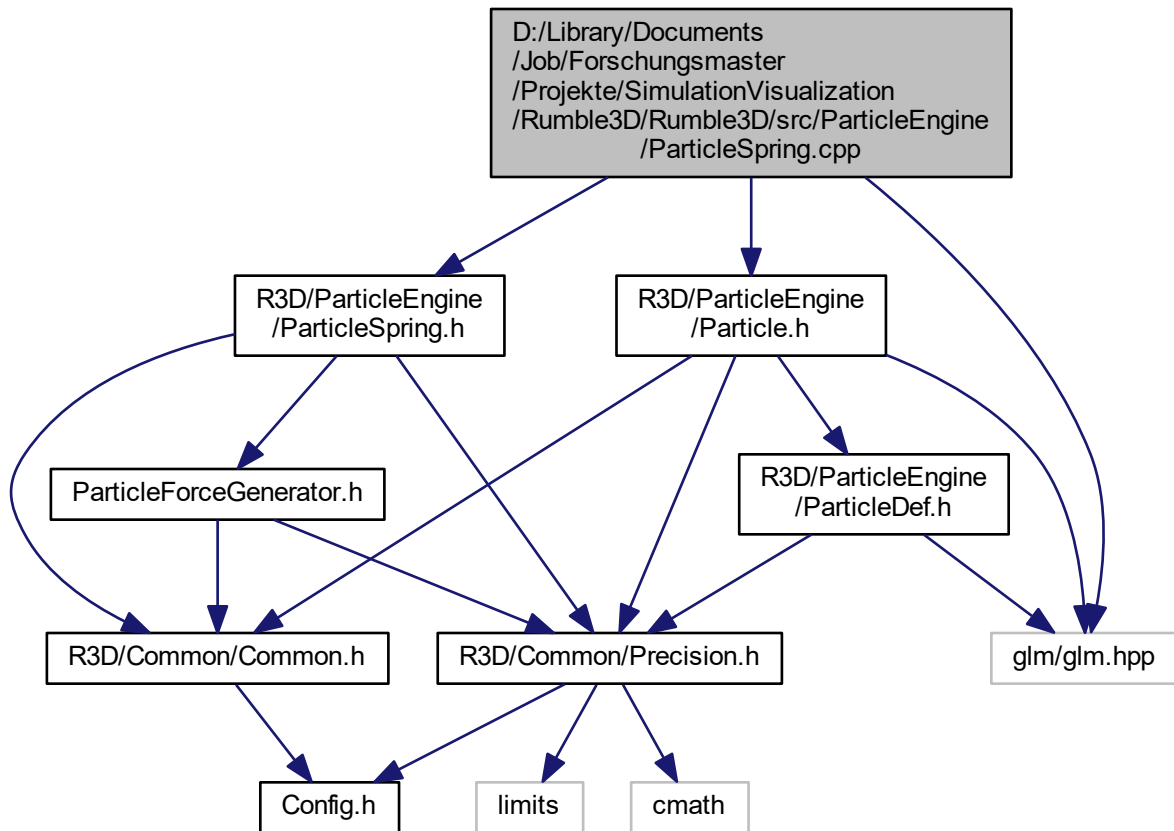 D:/Library/Documents
/Job/Forschungsmaster
/Projekte/SimulationVisualization
/Rumble3D/Rumble3D/src/ParticleEngine
/ParticleSpring.cpp
R3D/ParticleEngine
/ParticleSpring.h
R3D/ParticleEngine
/Particle.h
ParticleForceGenerator.h
R3D/ParticleEngine
/ParticleDef.h
R3D/Common/Common.h
R3D/Common/Precision.h
glm/glm.hpp
Config.h
limits
cmath